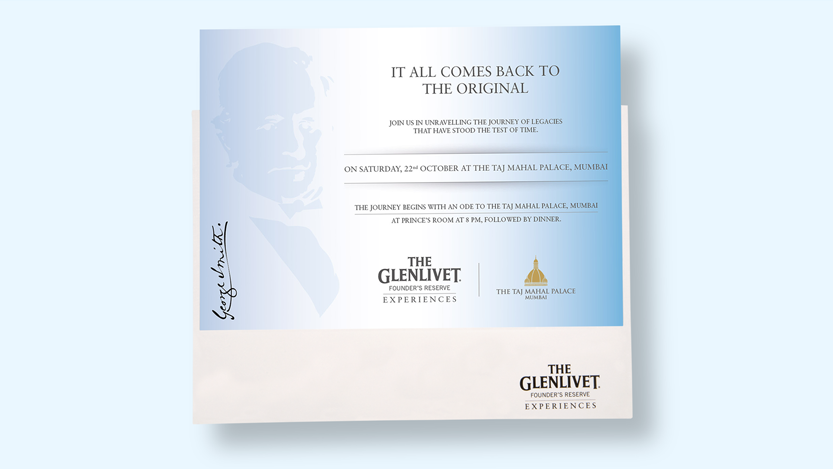 IT ALL COMES BACK TO
THE ORIGINAL
JOIN US IN UNRAVELLING THE JOURNEY OF LEGACIES
THAT HAVE STOOD THE TEST OF TIME.
ON SATURDAY, 22nd OCTOBER AT THE TAJ MAHAL PALACE, MUMBAI
THE JOURNEY BEGINS WITH AN ODE TO THE TAJ MAHAL PALACE, MUMBAI
AT PRINCE'S ROOM AT 8 PM, FOLLOWED BY DINNER.
George Smith.
THE
GLENLIVET.
FOUNDER'S RESERVE
EXPERIENCES
THE TAJ MAHAL PALACE
MUMBAI
THE
GLENLIVET.
FOUNDER'S RESERVE
EXPERIENCES